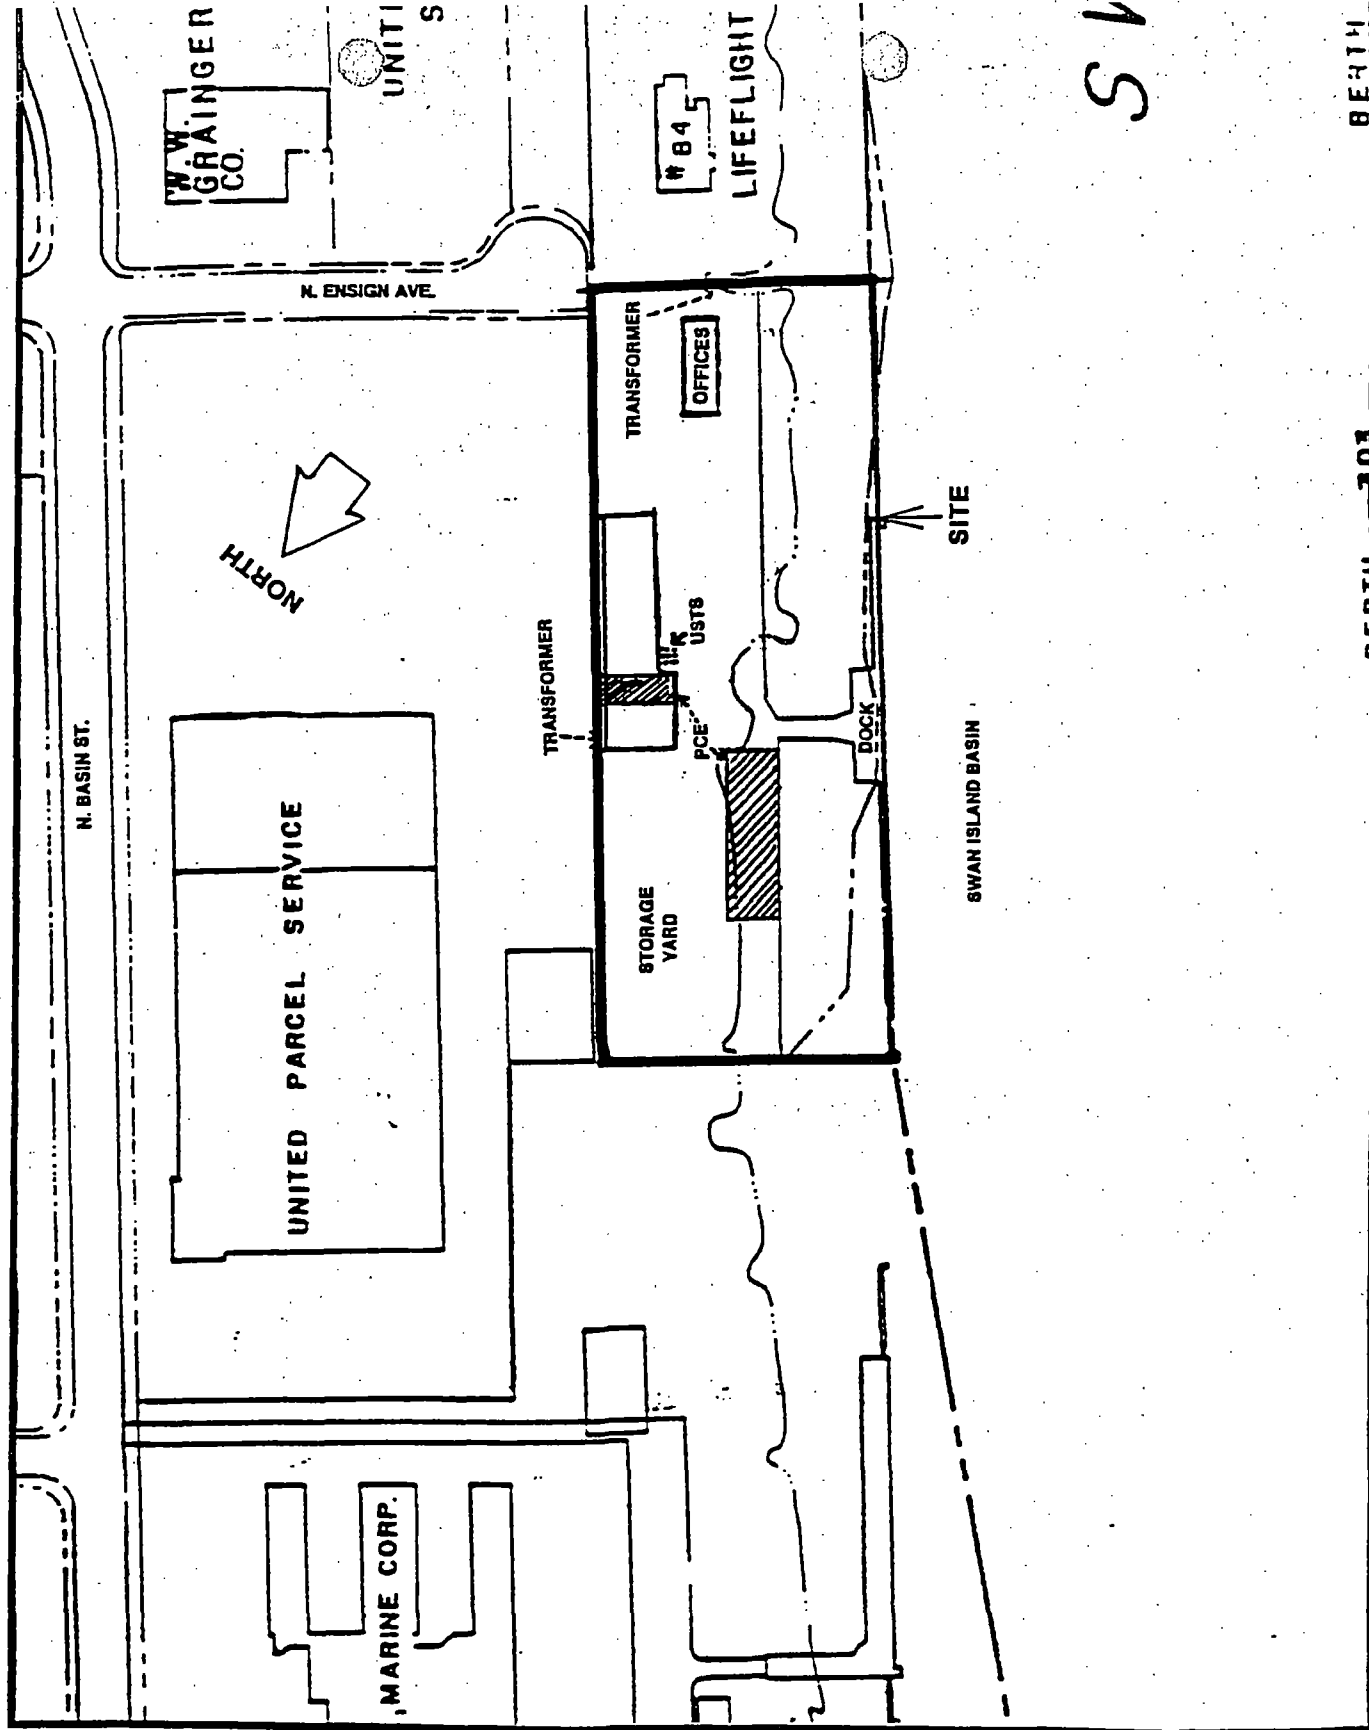 W. W.
GRAINGER
CO.
UNITI
S
# 84
LIFEFLIGHT
S
BERTH
N. ENSIGN AVE.
TRANSFORMER
OFFICES
NORTH
SITE
TRANSFORMER
USTS
PCE
DOCK
N. BASIN ST.
UNITED PARCEL SERVICE
STORAGE
YARD
SWAN ISLAND BASIN
MARINE CORP.